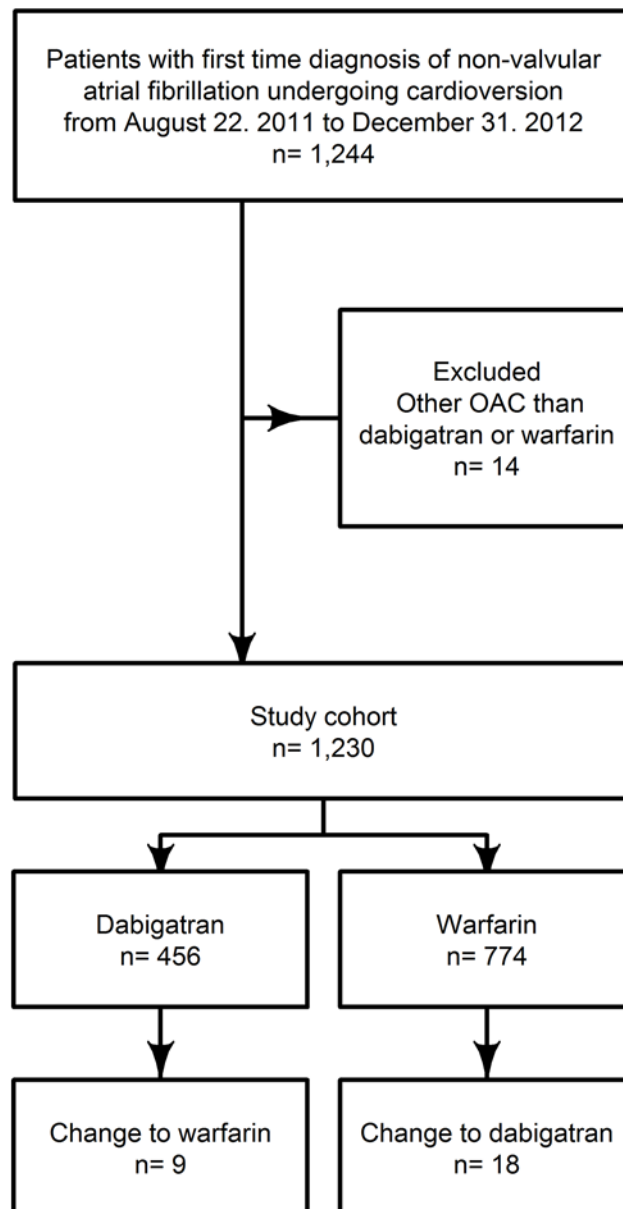 Patients with first time diagnosis of non-valvular
atrial fibrillation undergoing cardioversion
from August 22. 2011 to December 31. 2012
n= 1,244
Excluded
Other OAC than
dabigatran or warfarin
n= 14
Study cohort
n= 1,230
Dabigatran
n= 456
Warfarin
n= 774
Change to warfarin
n= 9
Change to dabigatran
n= 18